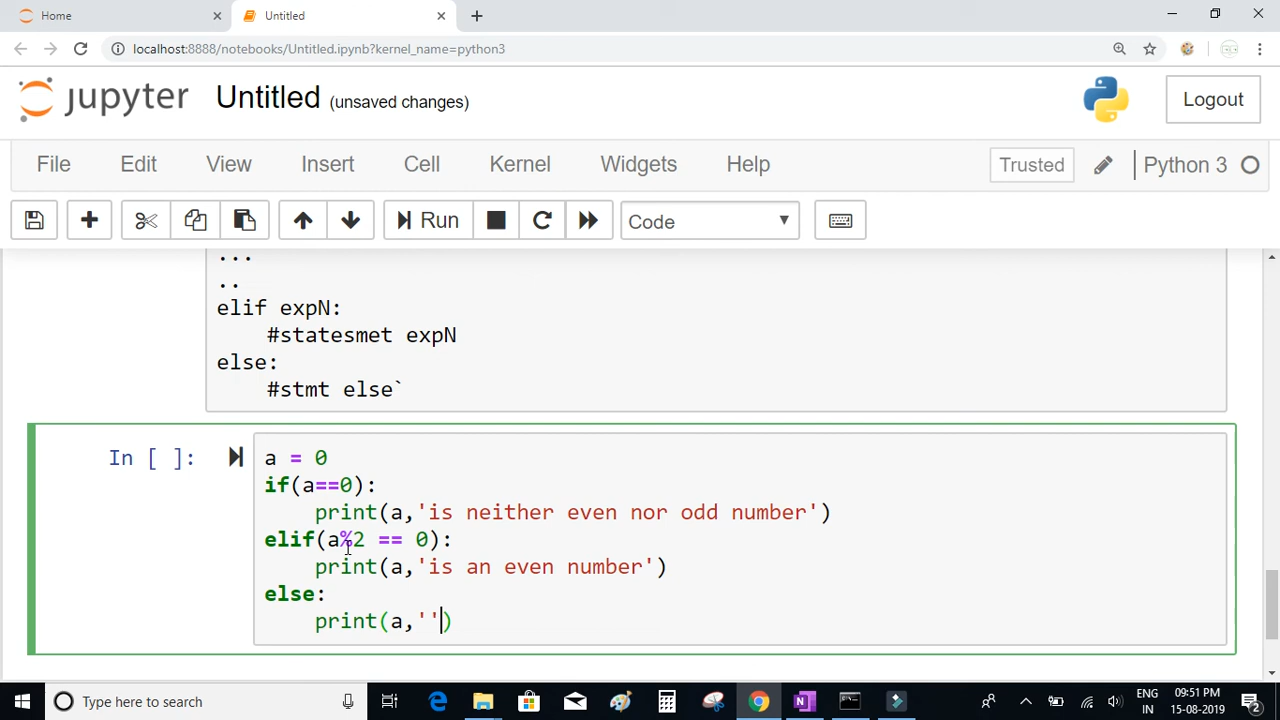 Home
Untitled
localhost:8888/notebooks/Untitled.ipynb?kernel_name=python3
jupyter Untitled (unsaved changes)
Logout
File Edit View Insert Cell Kernel Widgets Help
Trusted Python 3
Run Code
...
..
elif expN:
    #statesmet expN
else:
    #stmt else`
In [ ]:
a = 0
if(a==0):
    print(a,'is neither even nor odd number')
elif(a%2 == 0):
    print(a,'is an even number')
else:
    print(a,'')
Type here to search
ENG
IN
09:51 PM
15-08-2019
2